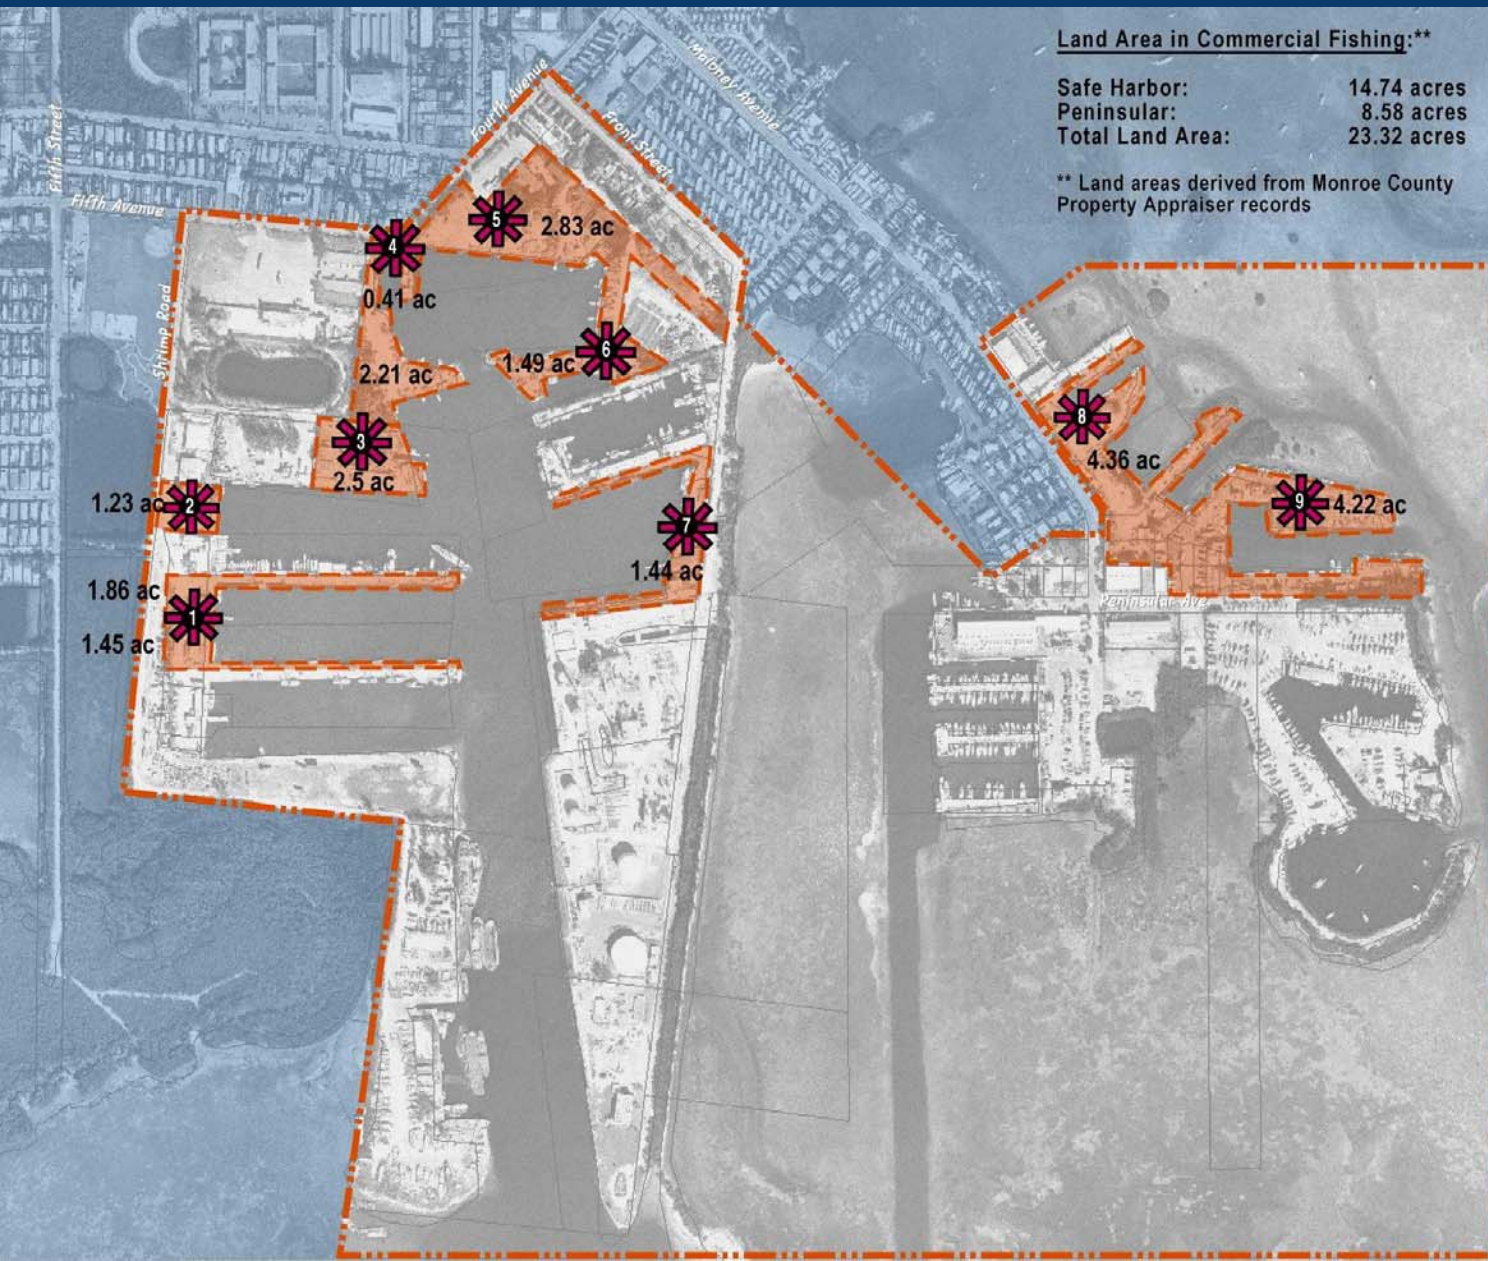 Land Area in Commercial Fishing:**
Safe Harbor: 14.74 acres
Peninsular: 8.58 acres
Total Land Area: 23.32 acres
** Land areas derived from Monroe County
Property Appraiser records
Maloney Avenue
Fourth Avenue
Front Street
Fifth Street
Fifth Avenue
Shrimp Road
5
2.83 ac
4
0.41 ac
6
1.49 ac
2.21 ac
3
2.5 ac
2
1.23 ac
7
1.44 ac
1.86 ac
1
1.45 ac
8
4.36 ac
9
4.22 ac
Peninsular Ave